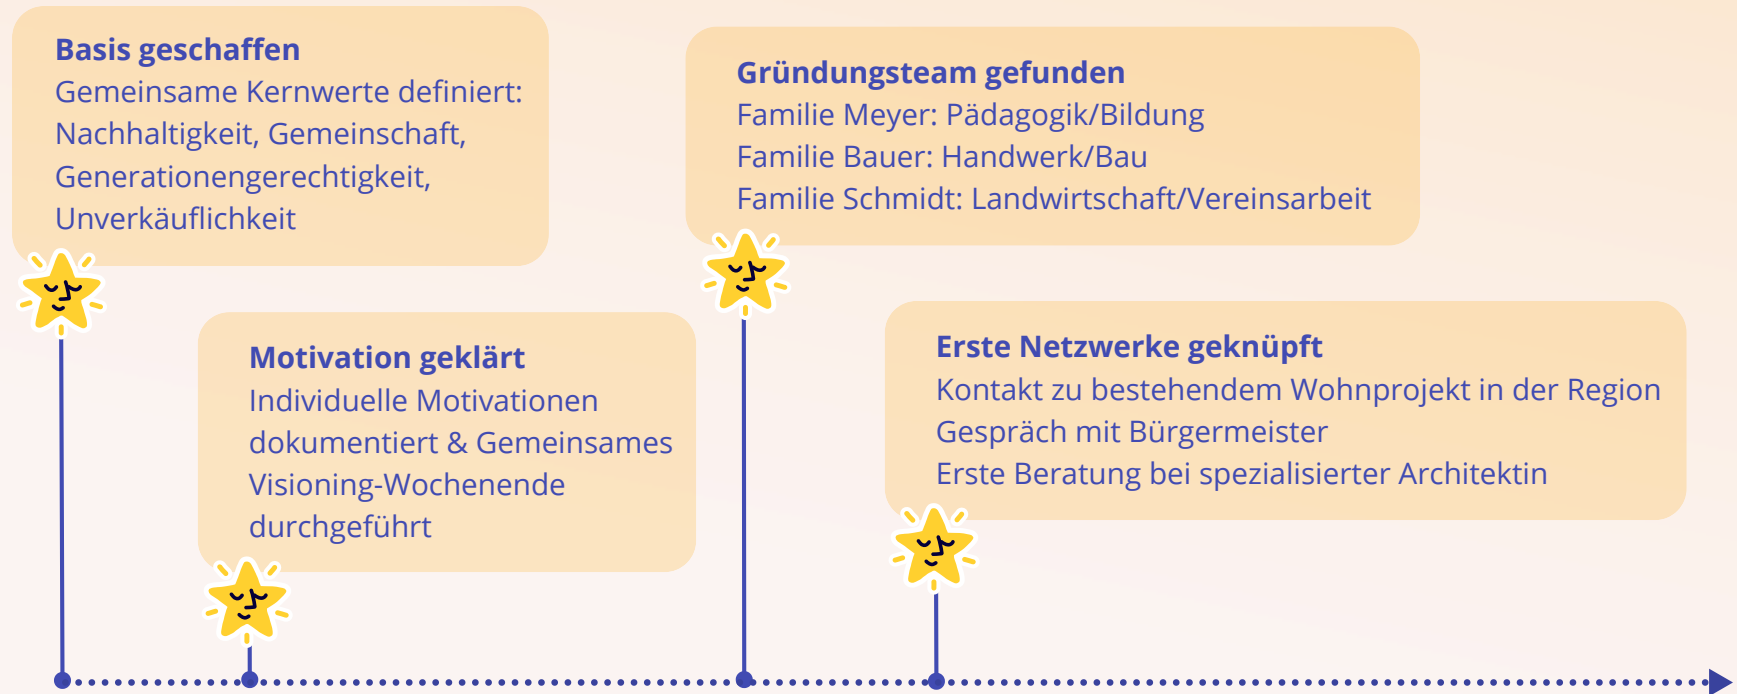 Basis geschaffen
Gemeinsame Kernwerte definiert:
Nachhaltigkeit, Gemeinschaft,
Generationengerechtigkeit,
Unverkäuflichkeit
Motivation geklärt
Individuelle Motivationen
dokumentiert & Gemeinsames
Visioning-Wochenende
durchgeführt
Gründungsteam gefunden
Familie Meyer: Pädagogik/Bildung
Familie Bauer: Handwerk/Bau
Familie Schmidt: Landwirtschaft/Vereinsarbeit
Erste Netzwerke geknüpft
Kontakt zu bestehendem Wohnprojekt in der Region
Gespräch mit Bürgermeister
Erste Beratung bei spezialisierter Architektin